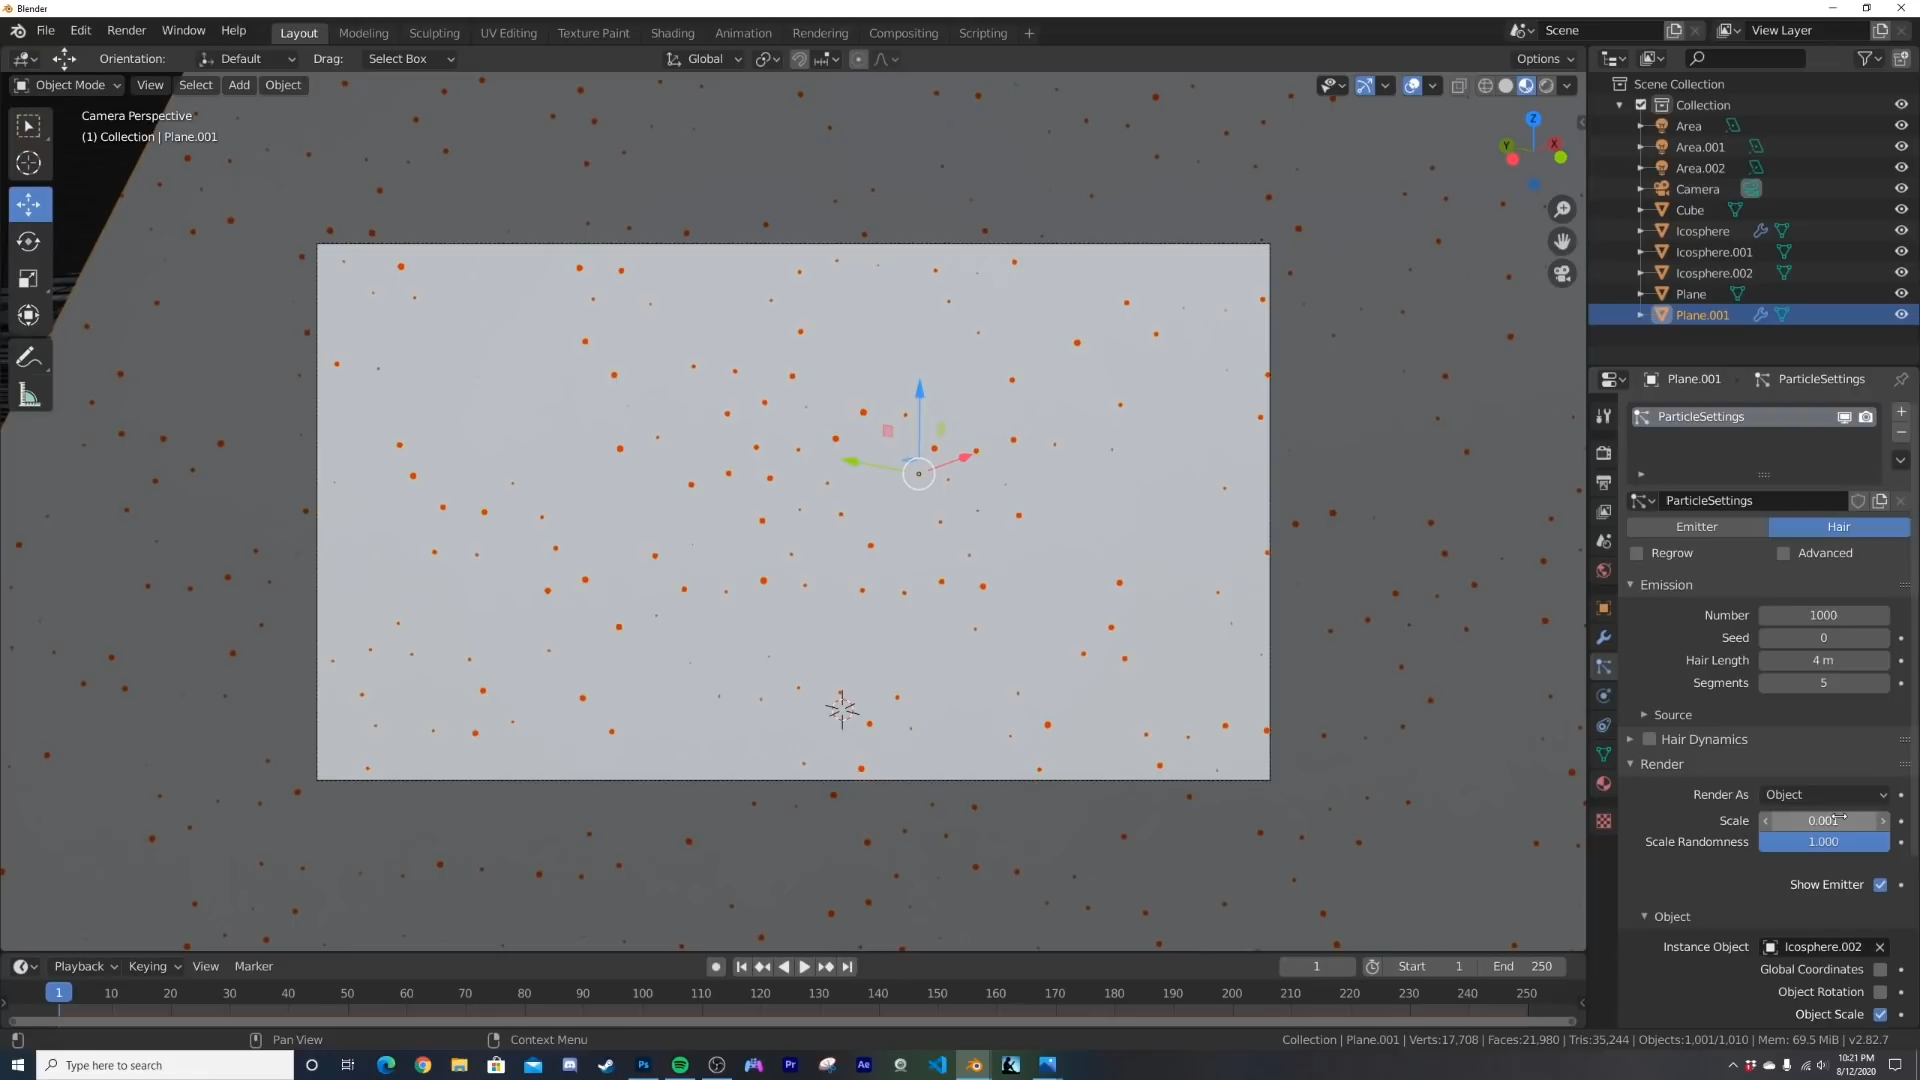 Blender
File Edit Render Window Help
Layout Modeling Sculpting UV Editing Texture Paint Shading Animation Rendering Compositing Scripting +
Scene
View Layer
Orientation: Default Drag: Select Box
Global
Options
Object Mode View Select Add Object
Camera Perspective
(1) Collection | Plane.001
Z
Y
X
Scene Collection
Collection
Area
Area.001
Area.002
Camera
Cube
Icosphere
Icosphere.001
Icosphere.002
Plane
Plane.001
Plane.001 ParticleSettings
ParticleSettings
ParticleSettings
Emitter Hair
Regrow Advanced
Emission
Number 1000
Seed 0
Hair Length 4 m
Segments 5
Source
Hair Dynamics
Render
Render As Object
Scale 0.001
Scale Randomness 1.000
Show Emitter
Object
Instance Object Icosphere.002
Global Coordinates
Object Rotation
Object Scale
Playback Keying View Marker
1 Start 1 End 250
1 10 20 30 40 50 60 70 80 90 100 110 120 130 140 150 160 170 180 190 200 210 220 230 240 250
Pan View Context Menu
Collection | Plane.001 | Verts:17,708 | Faces:21,980 | Tris:35,244 | Objects:1,001/1,010 | Mem: 69.5 MiB | v2.82.7
Type here to search
Ps
Pr
Ae
10:21 PM
8/12/2020